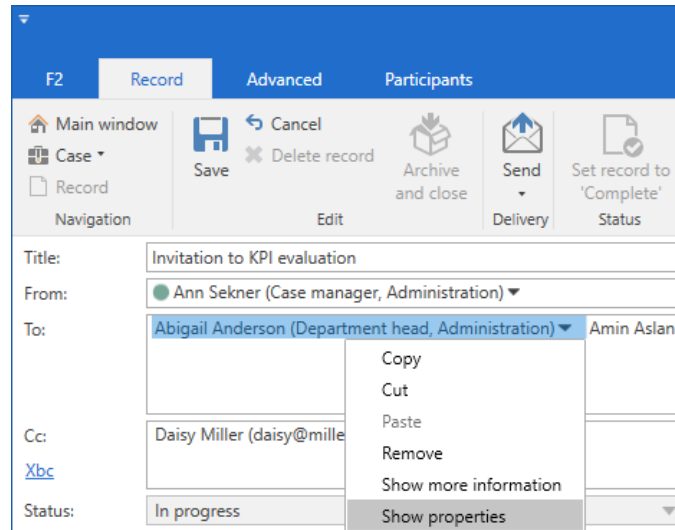 F2 Record Advanced Participants
Main window
Case
Record
Navigation
Save
Cancel
Delete record
Archive
and close
Edit
Send
Delivery
Set record to
'Complete'
Status
Title: Invitation to KPI evaluation
From: Ann Sekner (Case manager, Administration)
To: Abigail Anderson (Department head, Administration) Amin Aslan
Copy
Cut
Paste
Remove
Show more information
Show properties
Cc: Daisy Miller (daisy@mille
Xbc
Status: In progress